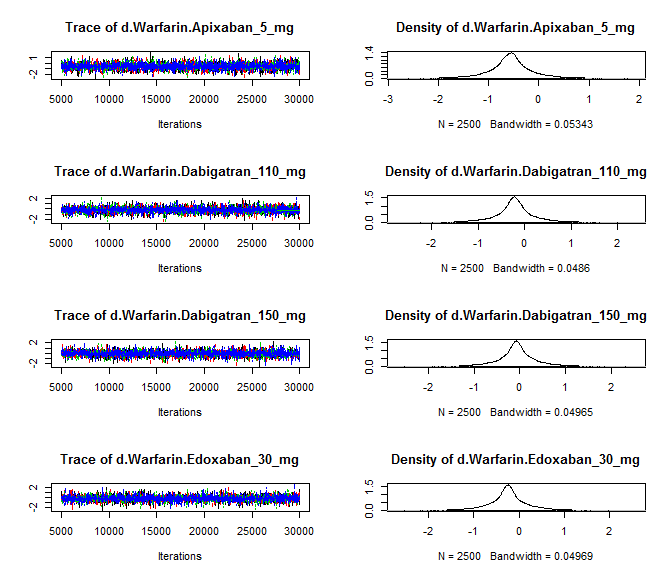 Trace of d.Warfarin.Apixaban_5_mg
Density of d.Warfarin.Apixaban_5_mg
-2 1
0.0 1.4
5000 10000 15000 20000 25000 30000
-3 -2 -1 0 1 2
Iterations
N = 2500 Bandwidth = 0.05343
Trace of d.Warfarin.Dabigatran_110_mg
Density of d.Warfarin.Dabigatran_110_mg
-2 2
0.0 1.5
5000 10000 15000 20000 25000 30000
-2 -1 0 1 2
Iterations
N = 2500 Bandwidth = 0.0486
Trace of d.Warfarin.Dabigatran_150_mg
Density of d.Warfarin.Dabigatran_150_mg
-2 2
0.0 1.5
5000 10000 15000 20000 25000 30000
-2 -1 0 1 2
Iterations
N = 2500 Bandwidth = 0.04965
Trace of d.Warfarin.Edoxaban_30_mg
Density of d.Warfarin.Edoxaban_30_mg
-2 2
0.0 1.5
5000 10000 15000 20000 25000 30000
-2 -1 0 1 2
Iterations
N = 2500 Bandwidth = 0.04969